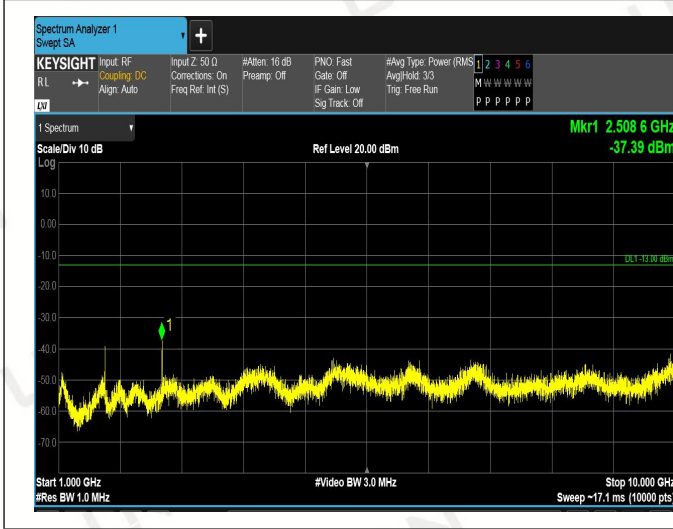 Spectrum Analyzer 1
Swept SA
+
KEYSIGHT
RL
LXI
Input: RF
Coupling: DC
Align: Auto
Input Z: 50 Ω
Corrections: On
Freq Ref: Int (S)
#Atten: 16 dB
Preamp: Off
PNO: Fast
Gate: Off
IF Gain: Low
Sig Track: Off
#Avg Type: Power (RMS
Avg|Hold: 3/3
Trig: Free Run
1 2 3 4 5 6
M W W W W W
P P P P P P
1 Spectrum
Mkr1 2.508 6 GHz
Scale/Div 10 dB
Ref Level 20.00 dBm
-37.39 dBm
Log
10.0
0.00
-10.0
DL1 -13.00 dBm
-20.0
-30.0
1
-40.0
-50.0
-60.0
-70.0
Start 1.000 GHz
#Video BW 3.0 MHz
Stop 10.000 GHz
#Res BW 1.0 MHz
Sweep ~17.1 ms (10000 pts)